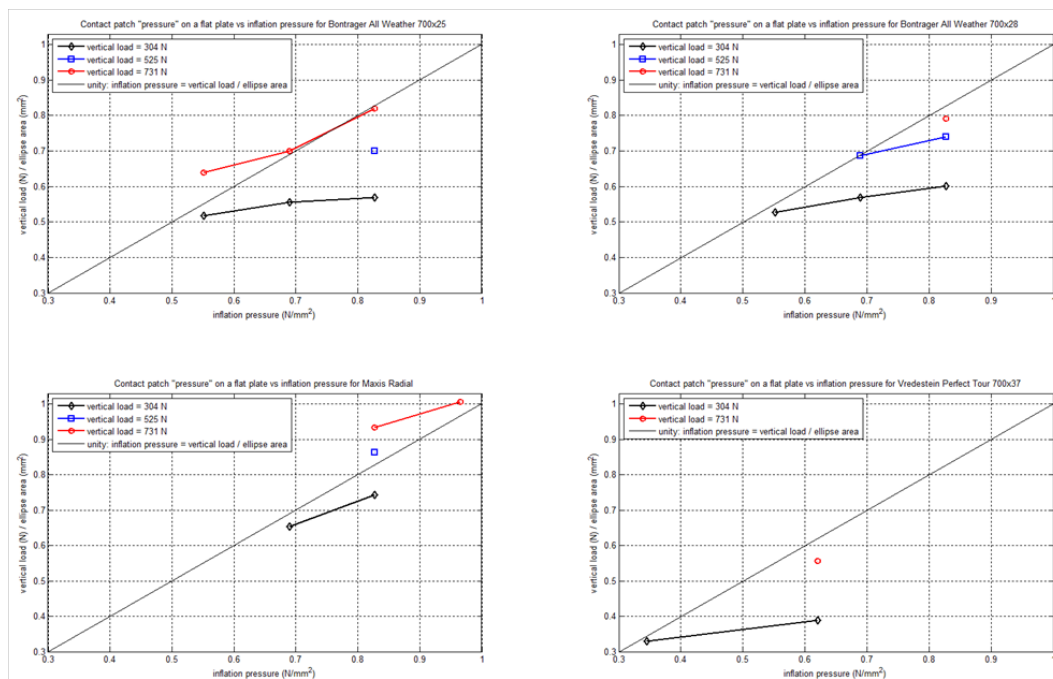 Contact patch "pressure" on a flat plate vs inflation pressure for Bontrager All Weather 700x25
vertical load = 304 N
vertical load = 525 N
vertical load = 731 N
unity: inflation pressure = vertical load / ellipse area
vertical load (N) / ellipse area (mm²)
1
0.9
0.8
0.7
0.6
0.5
0.4
0.3
0.3 0.4 0.5 0.6 0.7 0.8 0.9 1
inflation pressure (N/mm²)
Contact patch "pressure" on a flat plate vs inflation pressure for Bontrager All Weather 700x28
vertical load = 304 N
vertical load = 525 N
vertical load = 731 N
unity: inflation pressure = vertical load / ellipse area
vertical load (N) / ellipse area (mm²)
1
0.9
0.8
0.7
0.6
0.5
0.4
0.3
0.3 0.4 0.5 0.6 0.7 0.8 0.9 1
inflation pressure (N/mm²)
Contact patch "pressure" on a flat plate vs inflation pressure for Maxis Radial
vertical load = 304 N
vertical load = 525 N
vertical load = 731 N
unity: inflation pressure = vertical load / ellipse area
vertical load (N) / ellipse area (mm²)
1
0.9
0.8
0.7
0.6
0.5
0.4
0.3
0.3 0.4 0.5 0.6 0.7 0.8 0.9 1
inflation pressure (N/mm²)
Contact patch "pressure" on a flat plate vs inflation pressure for Vredestein Perfect Tour 700x37
vertical load = 304 N
vertical load = 731 N
unity: inflation pressure = vertical load / ellipse area
vertical load (N) / ellipse area (mm²)
1
0.9
0.8
0.7
0.6
0.5
0.4
0.3
0.3 0.4 0.5 0.6 0.7 0.8 0.9 1
inflation pressure (N/mm²)